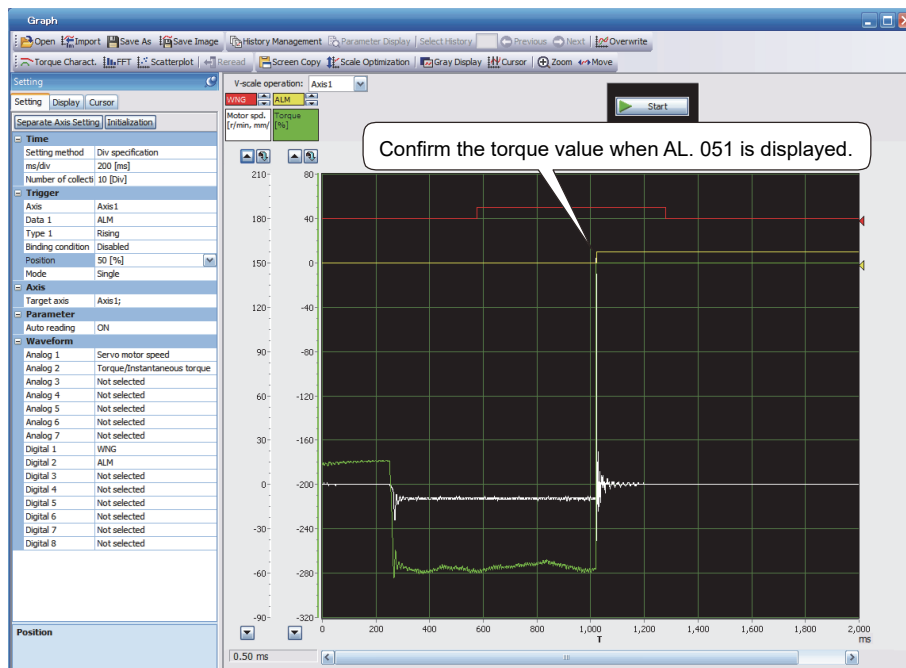 Graph
Open Import Save As Save Image History Management Parameter Display Select History Previous Next Overwrite
Torque Charact. FFT Scatterplot Reread Screen Copy Scale Optimization Gray Display Cursor Zoom Move
Setting
Setting Display Cursor
Separate Axis Setting Initialization
Time
Setting method Div specification
ms/div 200 [ms]
Number of collecti 10 [Div]
Trigger
Axis Axis1
Data 1 ALM
Type 1 Rising
Binding condition Disabled
Position 50 [%]
Mode Single
Axis
Target axis Axis1;
Parameter
Auto reading ON
Waveform
Analog 1 Servo motor speed
Analog 2 Torque/Instantaneous torque
Analog 3 Not selected
Analog 4 Not selected
Analog 5 Not selected
Analog 6 Not selected
Analog 7 Not selected
Digital 1 WNG
Digital 2 ALM
Digital 3 Not selected
Digital 4 Not selected
Digital 5 Not selected
Digital 6 Not selected
Digital 7 Not selected
Digital 8 Not selected
Position
V-scale operation: Axis1
WNG ALM
Motor spd. Torque
[r/min, mm/ [%]
Start
Confirm the torque value when AL. 051 is displayed.
210 80
180 40
150 0
120 -40
90 -80
60 -120
30 -160
0 -200
-30 -240
-60 -280
-90 -320
0 200 400 600 800 1,000 1,200 1,400 1,600 1,800 2,000
T ms
0.50 ms